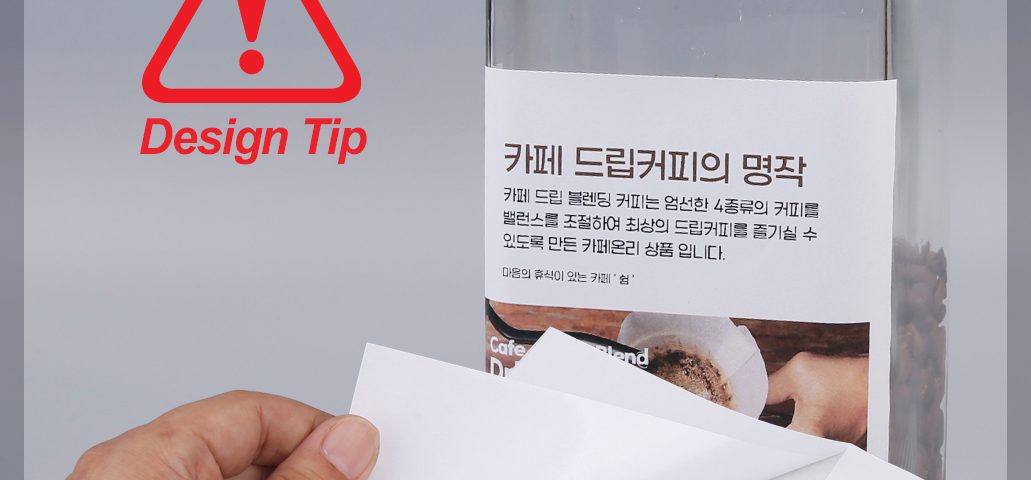 Design Tip
카페 드립커피의 명작
카페 드립 블렌딩 커피는 엄선한 4종류의 커피를
밸런스를 조절하여 최상의 드립커피를 즐기실 수
있도록 만든 카페온리 상품 입니다.
마음의 휴식이 있는 카페 ' 쉼 '
Cafe Blend